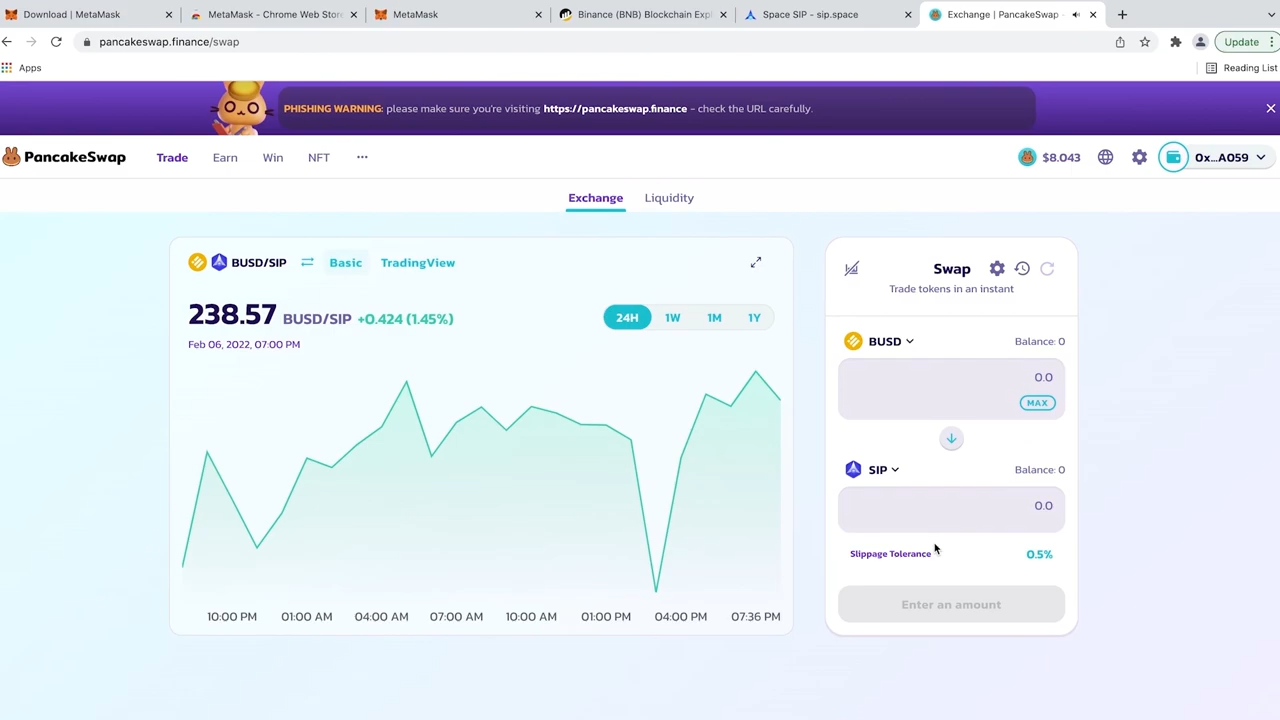 Download | MetaMask
MetaMask - Chrome Web Store
MetaMask
Binance (BNB) Blockchain Expl
Space SIP - sip.space
Exchange | PancakeSwap -
pancakeswap.finance/swap
Update
Apps
Reading List
PHISHING WARNING: please make sure you're visiting https://pancakeswap.finance - check the URL carefully.
PancakeSwap
Trade
Earn
Win
NFT
$8.043
0x...A059
Exchange
Liquidity
BUSD/SIP
Basic
TradingView
238.57 BUSD/SIP +0.424 (1.45%)
Feb 06, 2022, 07:00 PM
24H
1W
1M
1Y
10:00 PM
01:00 AM
04:00 AM
07:00 AM
10:00 AM
01:00 PM
04:00 PM
07:36 PM
Swap
Trade tokens in an instant
BUSD
Balance: 0
0.0
MAX
SIP
Balance: 0
0.0
Slippage Tolerance
0.5%
Enter an amount